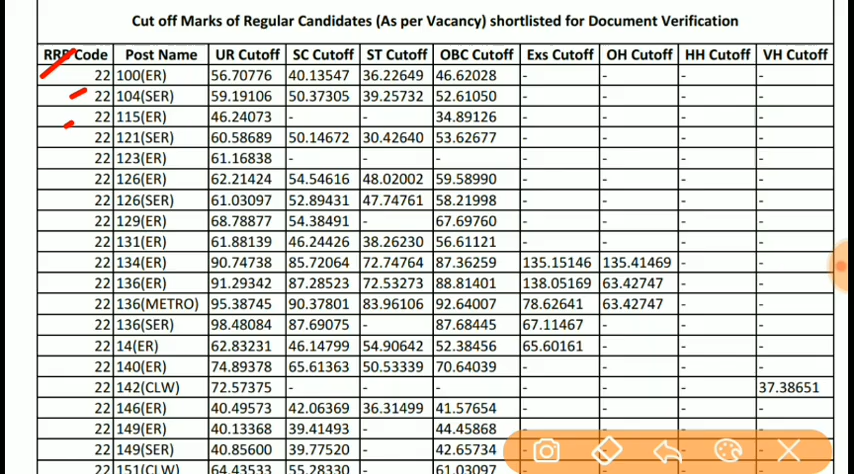 Cut off Marks of Regular Candidates (As per Vacancy) shortlisted for Document Verification
RRB Code Post Name UR Cutoff SC Cutoff ST Cutoff OBC Cutoff Exs Cutoff OH Cutoff HH Cutoff VH Cutoff
22 100(ER) 56.70776 40.13547 36.22649 46.62028 - - - -
22 104(SER) 59.19106 50.37305 39.25732 52.61050 - - - -
22 115(ER) 46.24073 - - 34.89126 - - - -
22 121(SER) 60.58689 50.14672 30.42640 53.62677 - - - -
22 123(ER) 61.16838 - - - - - - -
22 126(ER) 62.21424 54.54616 48.02002 59.58990 - - - -
22 126(SER) 61.03097 52.89431 47.74761 58.21998 - - - -
22 129(ER) 68.78877 54.38491 - 67.69760 - - - -
22 131(ER) 61.88139 46.24426 38.26230 56.61121 - - - -
22 134(ER) 90.74738 85.72064 72.74764 87.36259 135.15146 135.41469 - -
22 136(ER) 91.29342 87.28523 72.53273 88.81401 138.05169 63.42747 - -
22 136(METRO) 95.38745 90.37801 83.96106 92.64007 78.62641 63.42747 - -
22 136(SER) 98.48084 87.69075 - 87.68445 67.11467 - - -
22 14(ER) 62.83231 46.14799 54.90642 52.38456 65.60161 - - -
22 140(ER) 74.89378 65.61363 50.53339 70.64039 - - - -
22 142(CLW) 72.57375 - - - - - - 37.38651
22 146(ER) 40.49573 42.06369 36.31499 41.57654 - - - -
22 149(ER) 40.13368 39.41493 - 44.45868 - - - -
22 149(SER) 40.85600 39.77520 - 42.65734
22 151(CLW) 64.43533 55.28330 - 61.03097